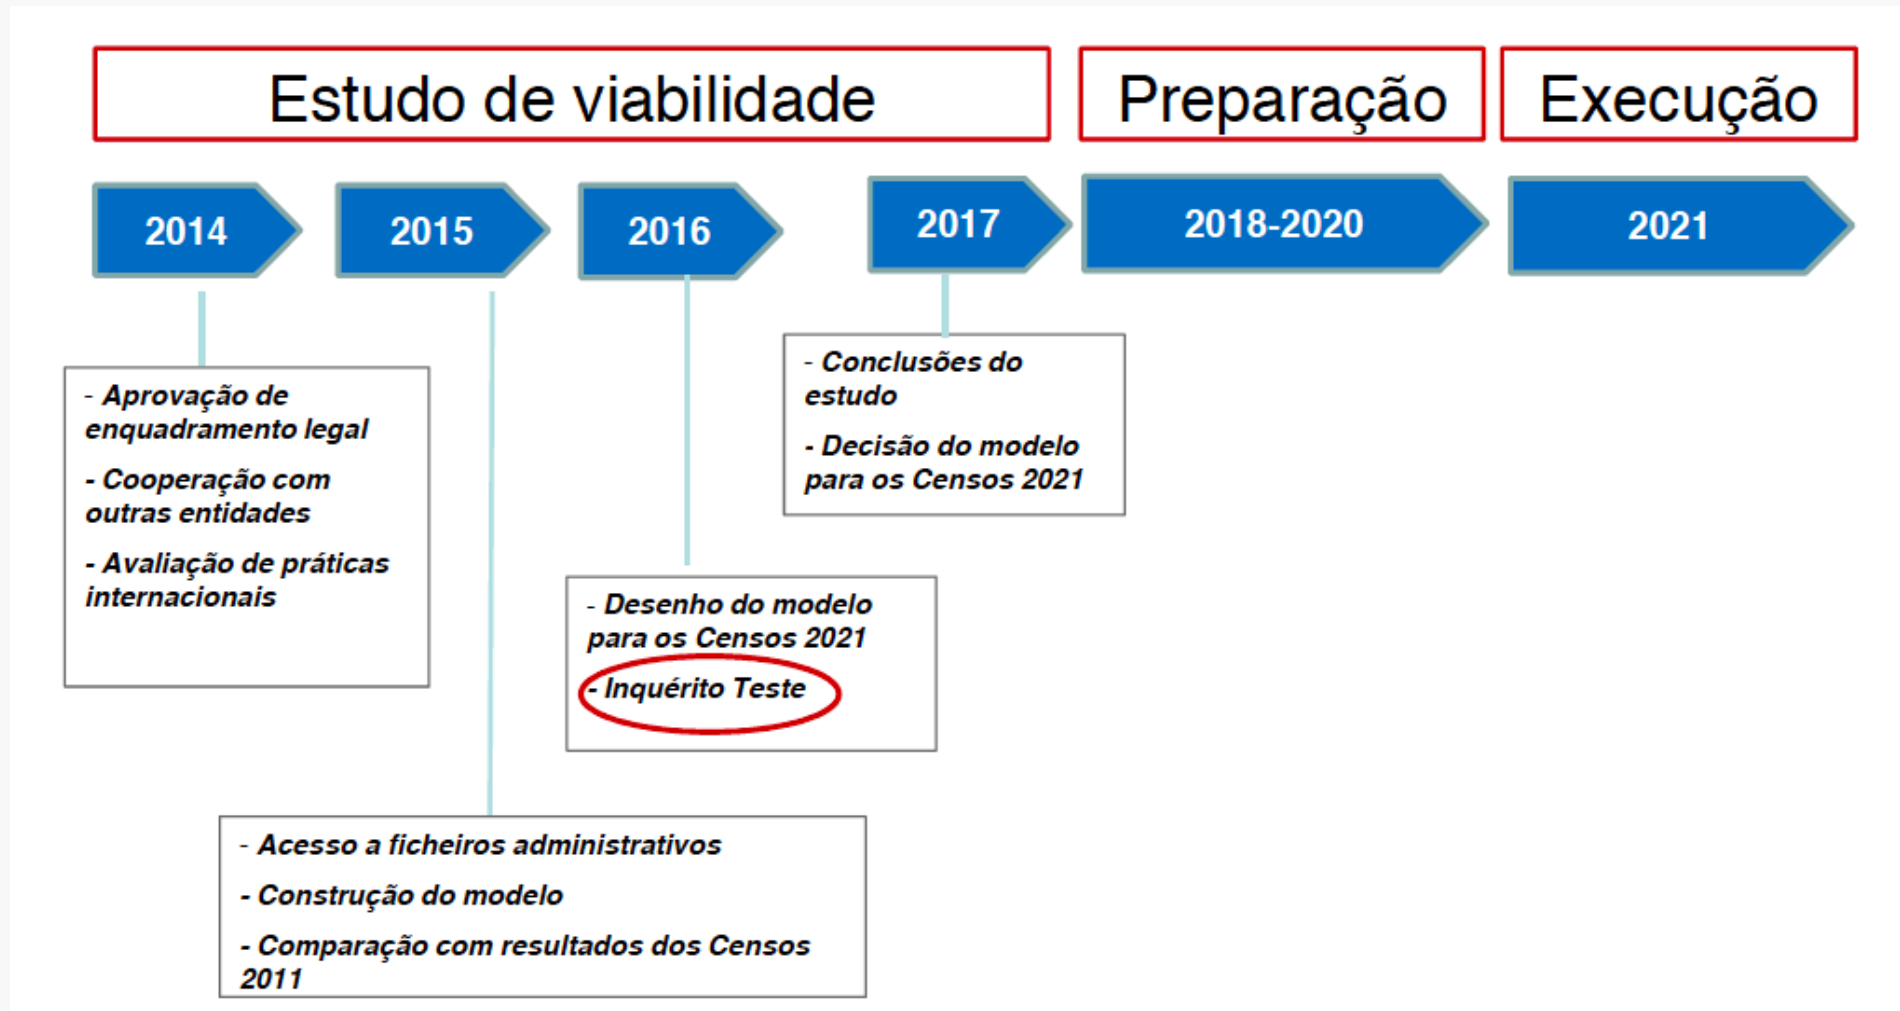 Estudo de viabilidade
Preparação
Execução
2014
2015
2016
2017
2018-2020
2021
- Aprovação de
enquadramento legal
- Cooperação com
outras entidades
- Avaliação de práticas
internacionais
- Acesso a ficheiros administrativos
- Construção do modelo
- Comparação com resultados dos Censos
2011
- Desenho do modelo
para os Censos 2021
- Inquérito Teste
- Conclusões do
estudo
- Decisão do modelo
para os Censos 2021